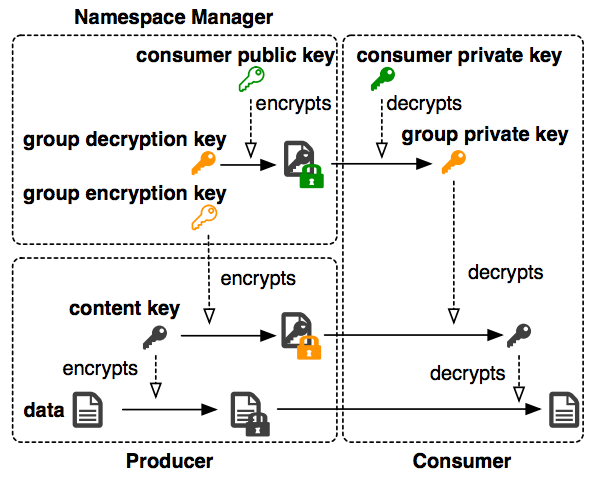 Namespace Manager
consumer public key
consumer private key
encrypts
decrypts
group decryption key
group private key
group encryption key
encrypts
decrypts
content key
encrypts
decrypts
data
Producer
Consumer